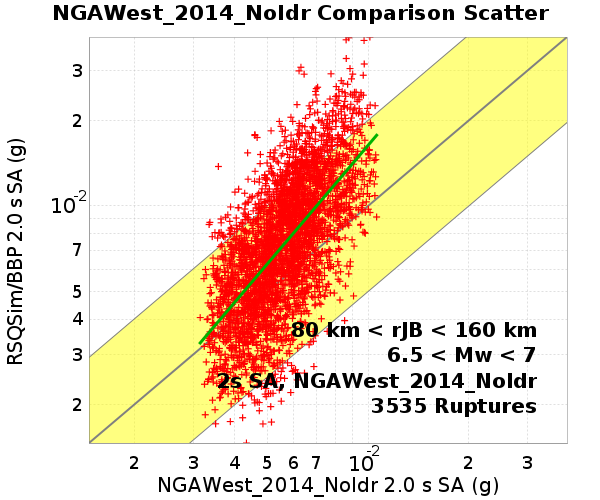 NGAWest_2014_NoIdr Comparison Scatter
RSQSim/BBP 2.0 s SA (g)
3
2
10-2
7
5
4
3
2
80 km < rJB < 160 km
6.5 < Mw < 7
2s SA, NGAWest_2014_NoIdr
3535 Ruptures
2 3 4 5 6 7 10-2 2 3
NGAWest_2014_NoIdr 2.0 s SA (g)